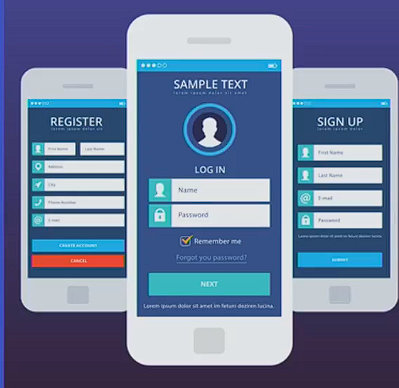 REGISTER
lorem ipsum dolor sit
First Name
Last Name
Address
City
Phone Number
E-mail
CREATE ACCOUNT
CANCEL
SAMPLE TEXT
lorem ipsum dolor sit amet
LOG IN
Name
Password
Remember me
Forgot you password?
NEXT
Lorem ipsum dolor sit amet im fetuni deztren lucina.
SIGN UP
lorem ipsum dolor sit
First Name
Last Name
E-mail
Password
SUBMIT